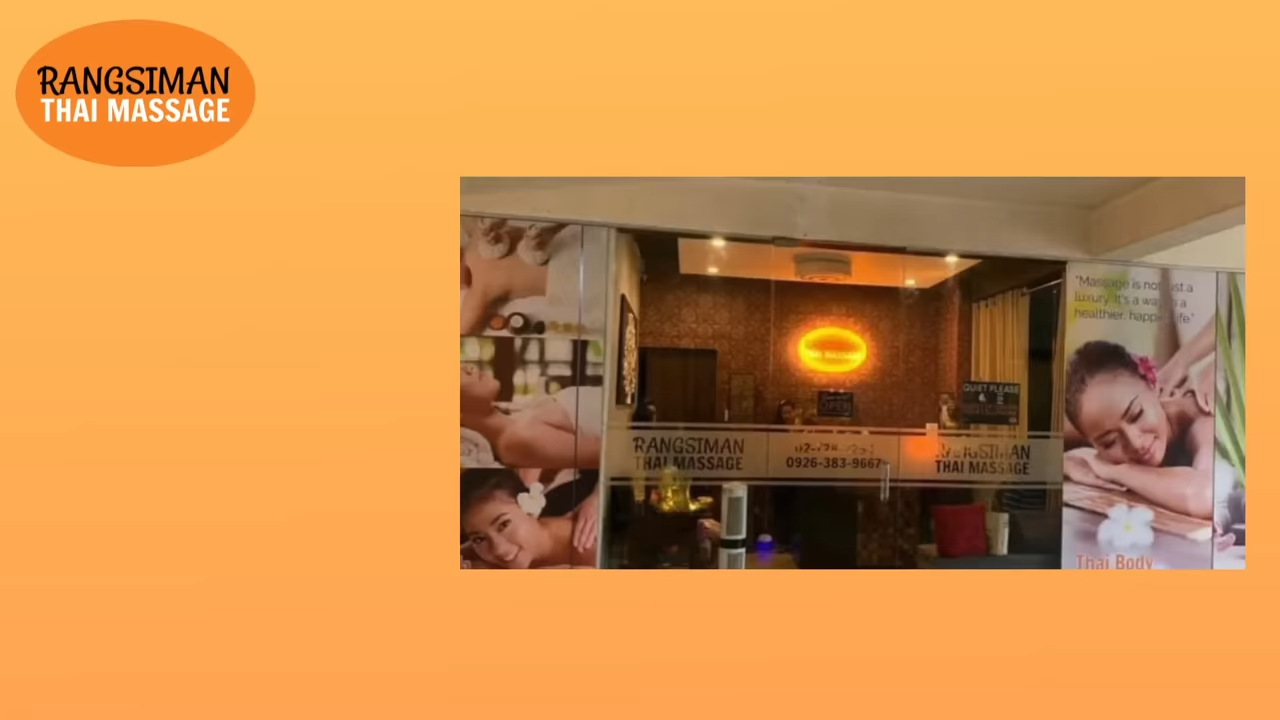 RANGSIMAN
THAI MASSAGE
"Massage is not just a
luxury. It's a way to a
healthier, happier life."
QUIET PLEASE
&
OPEN
RANGSIMAN
THAI MASSAGE
0926-383-9667
RANGSIMAN
THAI MASSAGE
Thai Body